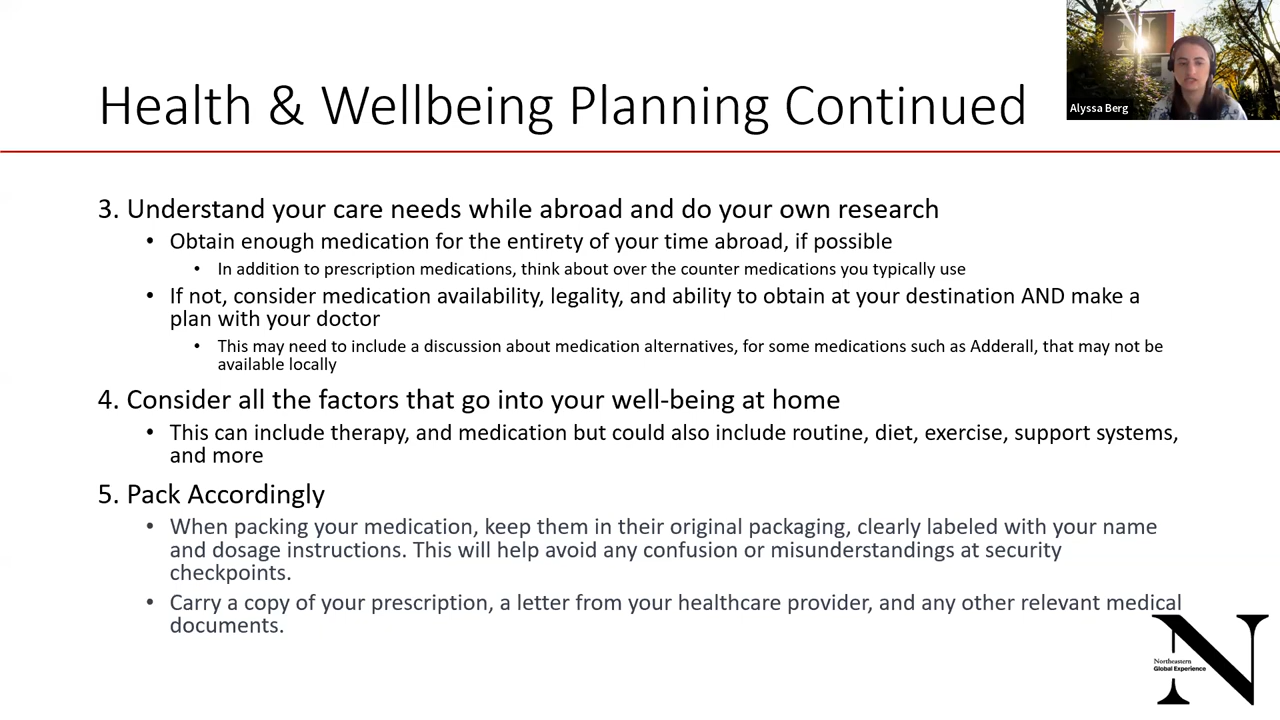 Health & Wellbeing Planning Continued
Alyssa Berg
3. Understand your care needs while abroad and do your own research
• Obtain enough medication for the entirety of your time abroad, if possible
• In addition to prescription medications, think about over the counter medications you typically use
• If not, consider medication availability, legality, and ability to obtain at your destination AND make a
plan with your doctor
• This may need to include a discussion about medication alternatives, for some medications such as Adderall, that may not be
available locally
4. Consider all the factors that go into your well-being at home
• This can include therapy, and medication but could also include routine, diet, exercise, support systems,
and more
5. Pack Accordingly
• When packing your medication, keep them in their original packaging, clearly labeled with your name
and dosage instructions. This will help avoid any confusion or misunderstandings at security
checkpoints.
• Carry a copy of your prescription, a letter from your healthcare provider, and any other relevant medical
documents.
N
Northeastern
Global Experience